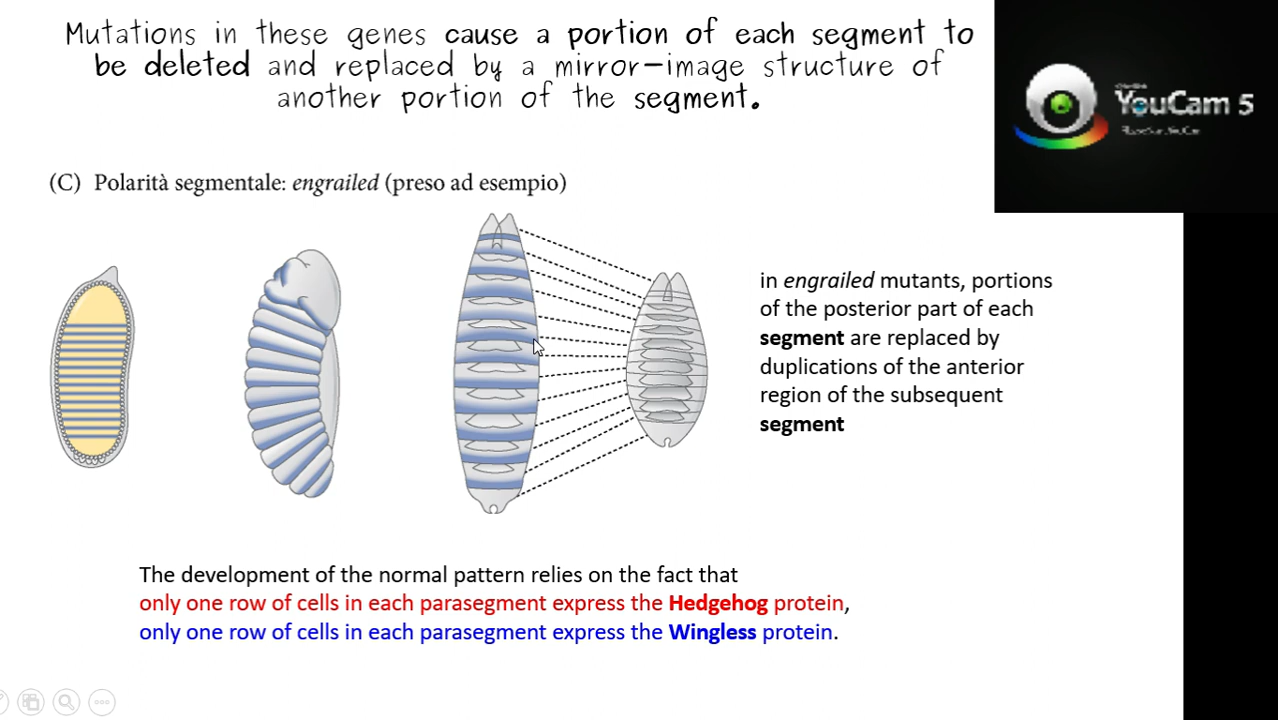 Mutations in these genes cause a portion of each segment to
be deleted and replaced by a mirror-image structure of
another portion of the segment.
YouCam 5
(C) Polarità segmentale: engrailed (preso ad esempio)
in engrailed mutants, portions
of the posterior part of each
segment are replaced by
duplications of the anterior
region of the subsequent
segment
The development of the normal pattern relies on the fact that
only one row of cells in each parasegment express the Hedgehog protein,
only one row of cells in each parasegment express the Wingless protein.